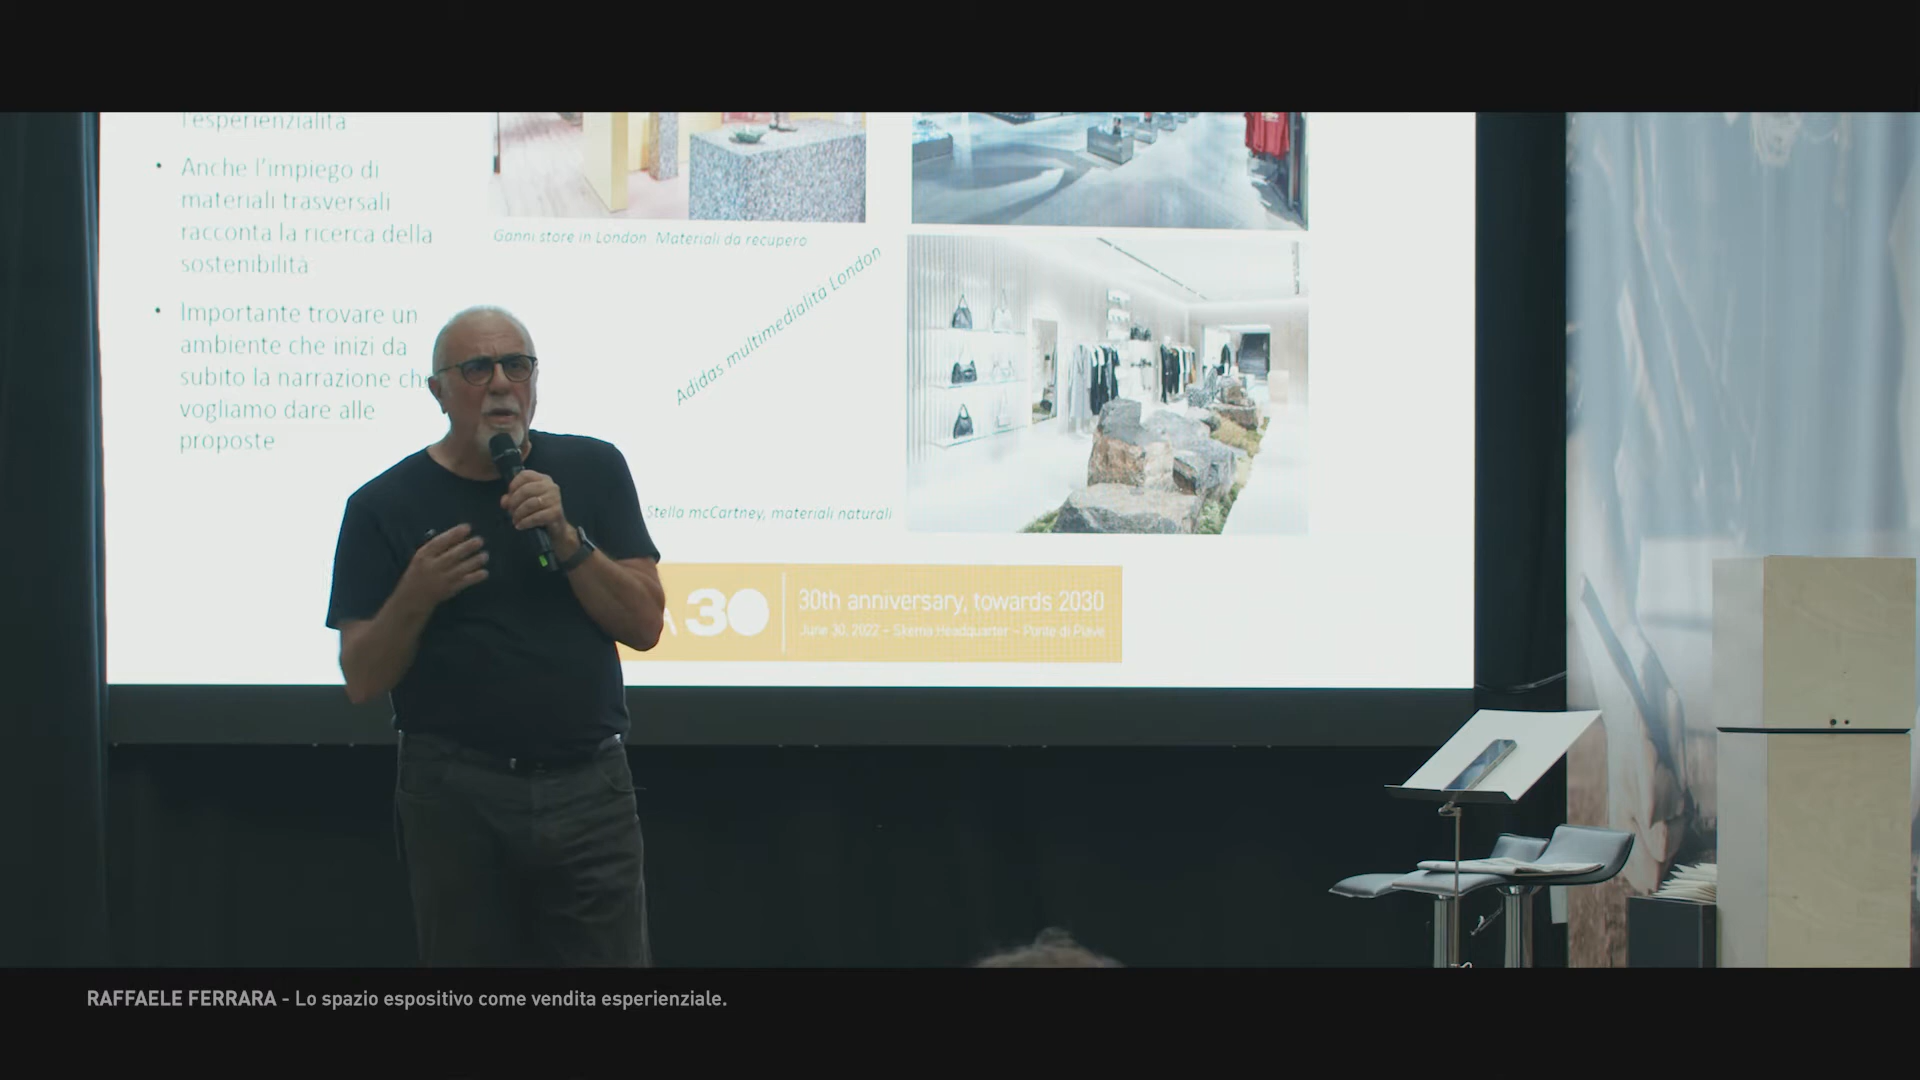 l'esperienzialità
• Anche l'impiego di
materiali trasversali
racconta la ricerca della
sostenibilità
• Importante trovare un
ambiente che inizi da
subito la narrazione che
vogliamo dare alle
proposte
Ganni store in London. Materiali da recupero
Adidas multimedialita London
Stella mcCartney, materiali naturali
A 30
30th anniversary, towards 2030
June 30, 2022 – Skema Headquarter – Ponte di Piave
RAFFAELE FERRARA - Lo spazio espositivo come vendita esperienziale.